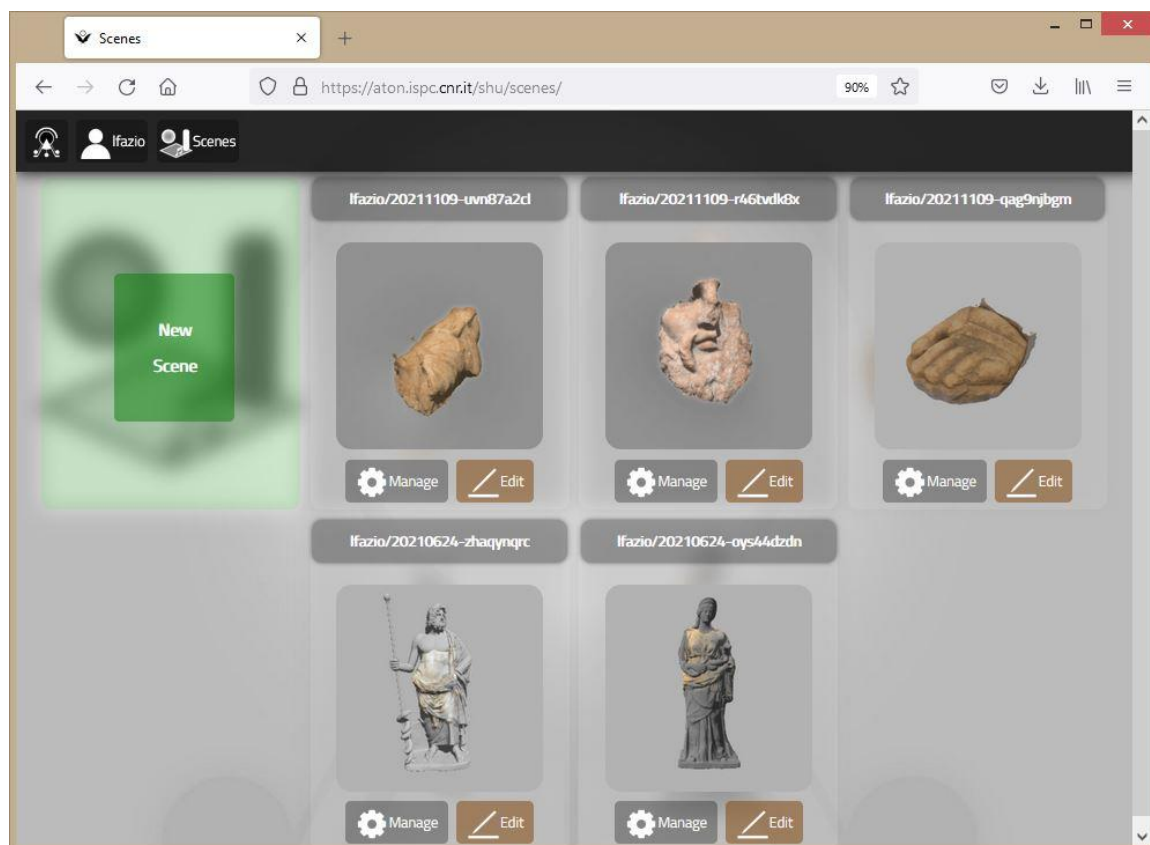 Scenes
https://aton.ispc.cnr.it/shu/scenes/
90%
lfazio
Scenes
New
Scene
lfazio/20211109-uvn87a2cl
lfazio/20211109-r46tvdk8x
lfazio/20211109-qag9njbgm
Manage
Edit
Manage
Edit
Manage
Edit
lfazio/20210624-zhaqynqrc
lfazio/20210624-oys44dzdn
Manage
Edit
Manage
Edit